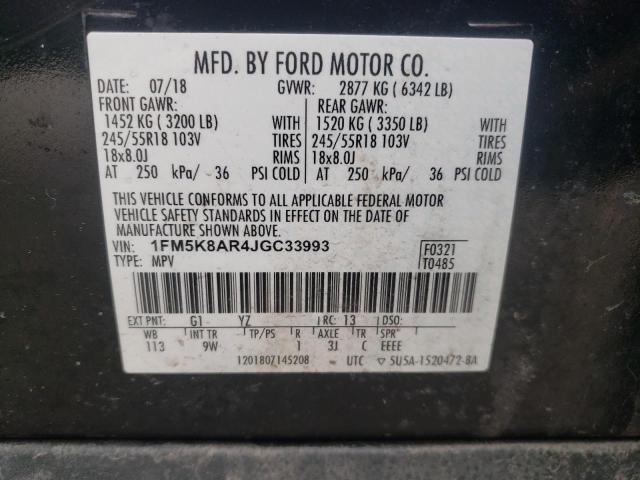 MFD. BY FORD MOTOR CO.
DATE: 07/18 GVWR: 2877 KG ( 6342 LB)
FRONT GAWR: REAR GAWR:
1452 KG ( 3200 LB) WITH 1520 KG ( 3350 LB) WITH
245/55R18 103V TIRES 245/55R18 103V TIRES
18x8.0J RIMS 18x8.0J RIMS
AT 250 kPa/ 36 PSI COLD AT 250 kPa/ 36 PSI COLD
THIS VEHICLE CONFORMS TO ALL APPLICABLE FEDERAL MOTOR
VEHICLE SAFETY STANDARDS IN EFFECT ON THE DATE OF
MANUFACTURE SHOWN ABOVE.
VIN: 1FM5K8AR4JGC33993 F0321
TYPE: MPV T0485
EXT PNT: G1 YZ RC: 13 DSO:
WB INT TR TP/PS R AXLE TR SPR
113 9W 1 3J C EEEE
1201807145208 UTC ▽ 5U5A-1520472-8A